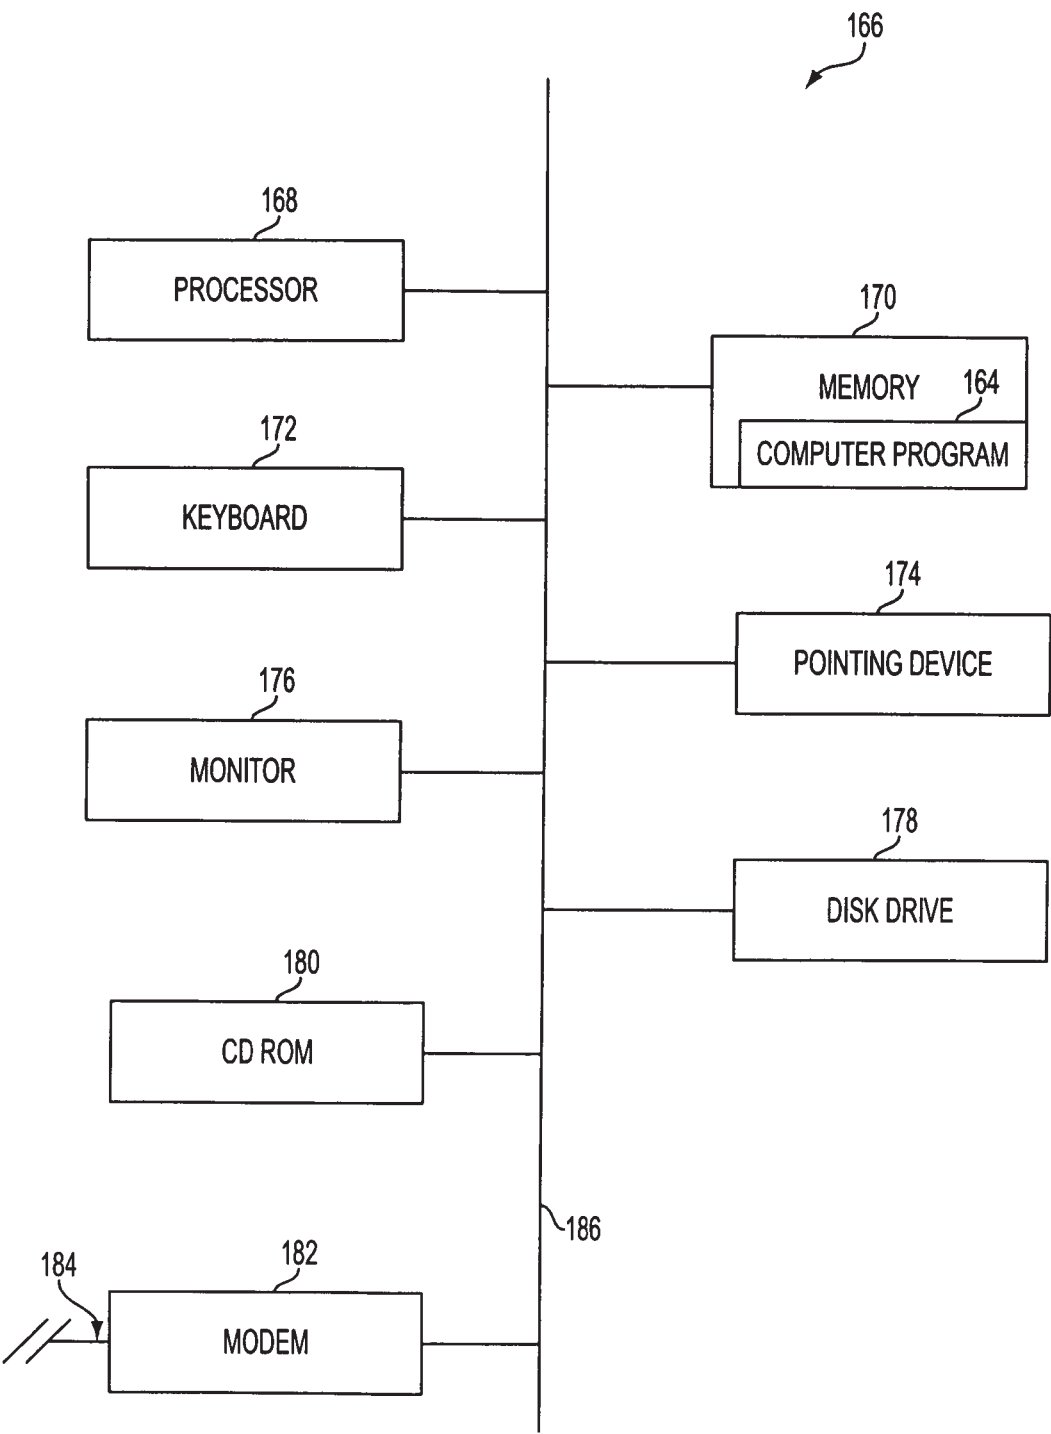 166
168
PROCESSOR
170
MEMORY
164
COMPUTER PROGRAM
172
KEYBOARD
174
POINTING DEVICE
176
MONITOR
178
DISK DRIVE
180
CD ROM
186
184
182
MODEM